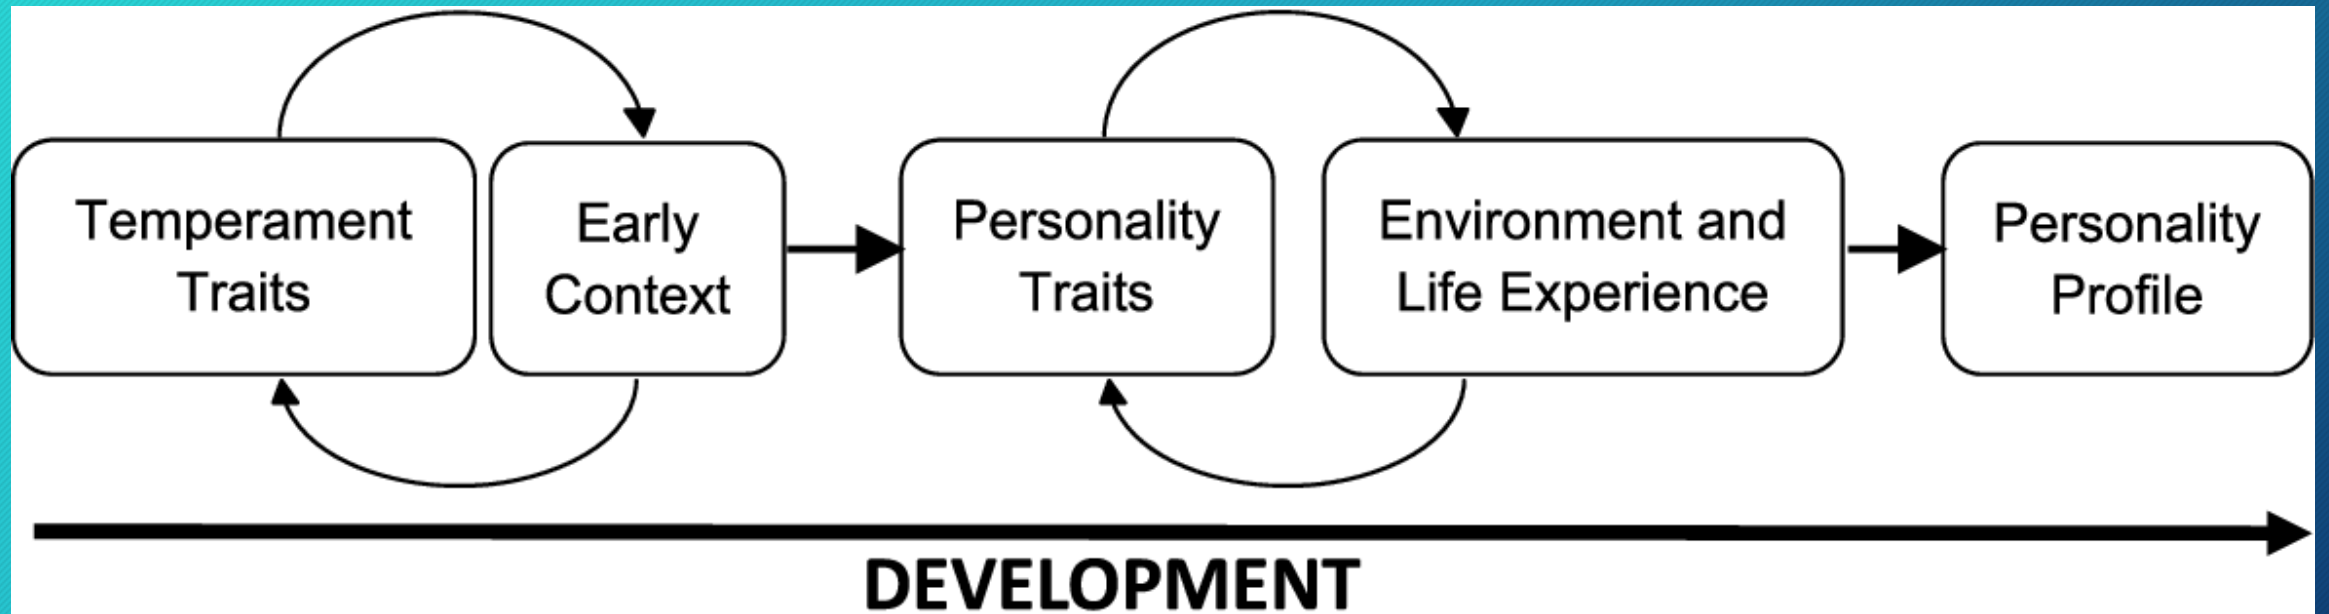 Temperament
Traits
Early
Context
Personality
Traits
Environment and
Life Experience
Personality
Profile
DEVELOPMENT